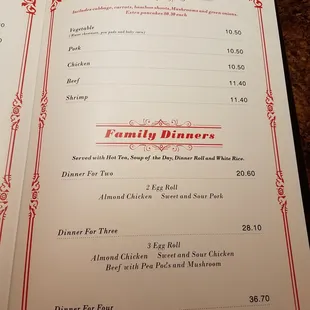 Includes cabbage, carrots, bamboo shoots, Mushrooms and green onions.
Extra pancakes $0.50 each
Vegetable 10.50
Pork 10.50
Chicken 10.50
Beef 11.40
Shrimp 11.40
Family Dinners
Served with Hot Tea, Soup of the Day, Dinner Roll and White Rice.
Dinner For Two 20.60
2 Egg Roll
Almond Chicken Sweet and Sour Pork
Dinner For Three 28.10
3 Egg Roll
Almond Chicken Sweet and Sour Chicken
Beef with Pea Pods and Mushroom
Dinner For Four 36.70